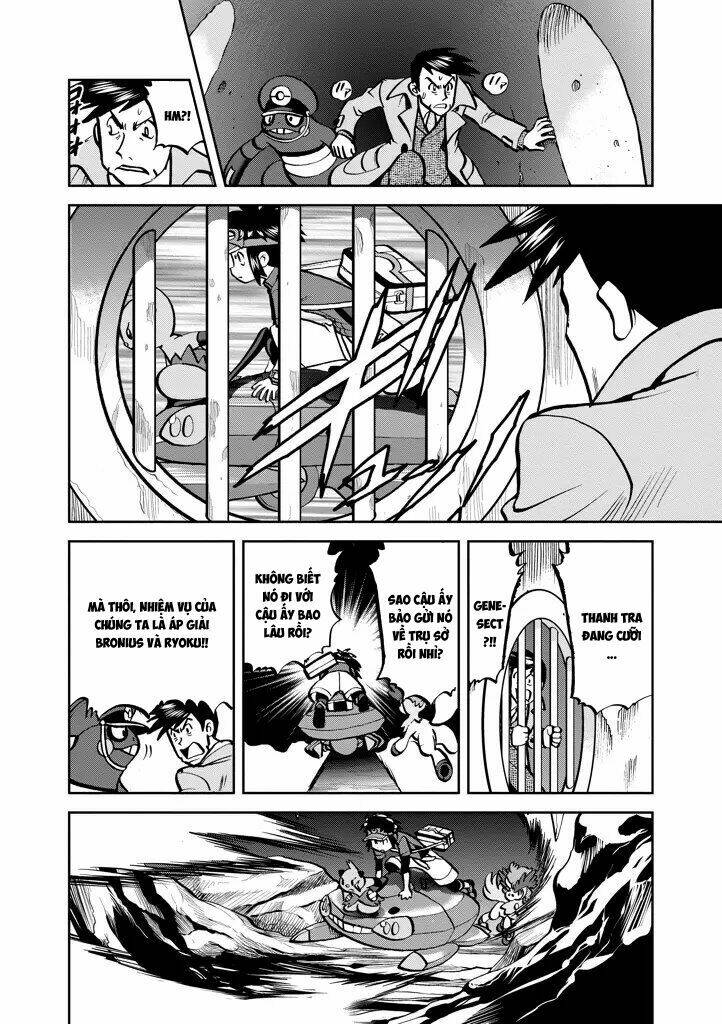 HM?!
THANH TRA
ĐANG CƯỠI
...
GENE-
SECT
?!!
SAO CẬU ẤY
BẢO GỬI NÓ
VỀ TRỤ SỞ
RỒI NHỈ?
KHÔNG BIẾT
NÓ ĐI VỚI
CẬU ẤY BAO
LÂU RỒI?
MÀ THÔI, NHIỆM VỤ CỦA
CHÚNG TA LÀ ÁP GIẢI
BRONIUS VÀ RYOKU!!